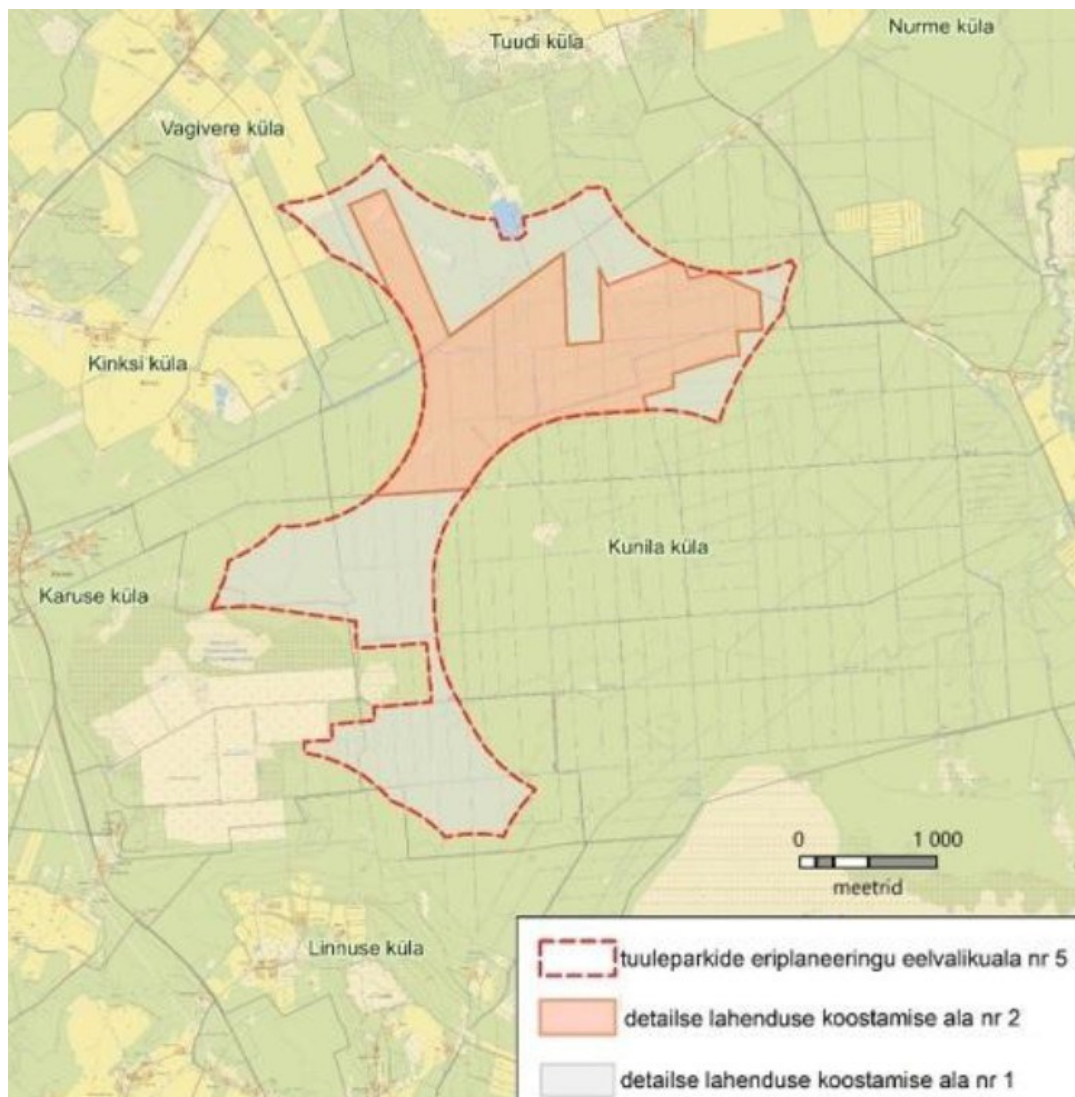 Tuudi küla
Nurme küla
Vagivere küla
Kinksi küla
Kunila küla
Karuse küla
0 1 000
meetrid
Linnuse küla
tuuleparkide eriplaneeringu eelvalikuala nr 5
detailse lahenduse koostamise ala nr 2
detailse lahenduse koostamise ala nr 1